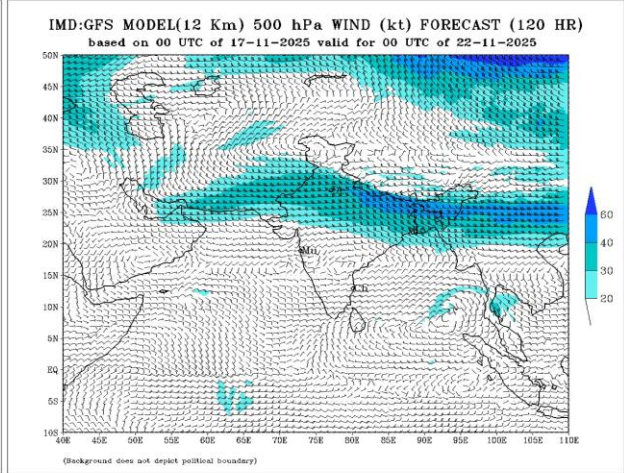 IMD:GFS MODEL(12 Km) 500 hPa WIND (kt) FORECAST (120 HR)
based on 00 UTC of 17-11-2025 valid for 00 UTC of 22-11-2025
50N
45N
40N
35N
30N
25N
20N
15N
10N
5N
EQ
5S
10S
Mu
Ch
60
40
30
20
40E 45E 50E 55E 60E 65E 70E 75E 80E 85E 90E 95E 100E 105E 110E
(Background does not depict political boundary)